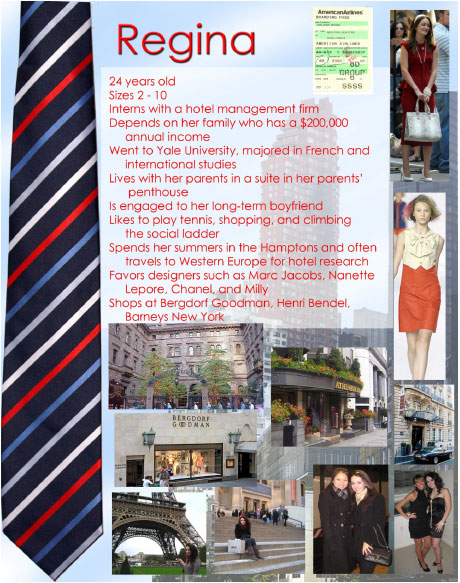 Regina
AmericanAirlines
BOARDING PASS
AMERICAN AIRLINES
8D
GROUP
6
SSSS
24 years old
Sizes 2 - 10
Interns with a hotel management firm
Depends on her family who has a $200,000
annual income
Went to Yale University, majored in French and
international studies
Lives with her parents in a suite in her parents'
penthouse
Is engaged to her long-term boyfriend
Likes to play tennis, shopping, and climbing
the social ladder
Spends her summers in the Hamptons and often
travels to Western Europe for hotel research
Favors designers such as Marc Jacobs, Nanette
Lepore, Chanel, and Milly
Shops at Bergdorf Goodman, Henri Bendel,
Barneys New York
BERGDORF
GOODMAN